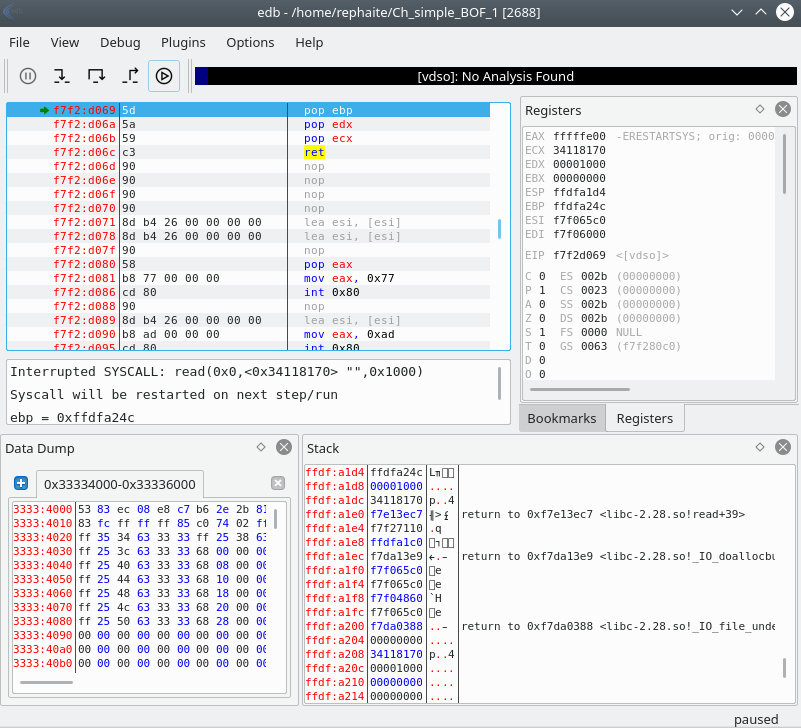 edb - /home/rephaite/Ch_simple_BOF_1 [2688]
File View Debug Plugins Options Help
[vdso]: No Analysis Found
f7f2:d069 5d pop ebp
f7f2:d06a 5a pop edx
f7f2:d06b 59 pop ecx
f7f2:d06c c3 ret
f7f2:d06d 90 nop
f7f2:d06e 90 nop
f7f2:d06f 90 nop
f7f2:d070 90 nop
f7f2:d071 8d b4 26 00 00 00 00 lea esi, [esi]
f7f2:d078 8d b4 26 00 00 00 00 lea esi, [esi]
f7f2:d07f 90 nop
f7f2:d080 58 pop eax
f7f2:d081 b8 77 00 00 00 mov eax, 0x77
f7f2:d086 cd 80 int 0x80
f7f2:d088 90 nop
f7f2:d089 8d b4 26 00 00 00 00 lea esi, [esi]
f7f2:d090 b8 ad 00 00 00 mov eax, 0xad
f7f2:d095 cd 80 int 0x80
Interrupted SYSCALL: read(0x0,<0x34118170> "",0x1000)
Syscall will be restarted on next step/run
ebp = 0xffdfa24c
Registers
EAX fffffe00 -ERESTARTSYS; orig: 0000
ECX 34118170
EDX 00001000
EBX 00000000
ESP ffdfa1d4
EBP ffdfa24c
ESI f7f065c0
EDI f7f06000
EIP f7f2d069 <[vdso]>
C 0 ES 002b (00000000)
P 1 CS 0023 (00000000)
A 0 SS 002b (00000000)
Z 0 DS 002b (00000000)
S 1 FS 0000 NULL
T 0 GS 0063 (f7f280c0)
D 0
O 0
Bookmarks Registers
Data Dump
0x33334000-0x33336000
3333:4000 53 83 ec 08 e8 c7 b6 2e 2b 81
3333:4010 83 fc ff ff ff 85 c0 74 02 ff
3333:4020 ff 35 34 63 33 33 ff 25 38 63
3333:4030 ff 25 3c 63 33 33 68 00 00 00
3333:4040 ff 25 40 63 33 33 68 08 00 00
3333:4050 ff 25 44 63 33 33 68 10 00 00
3333:4060 ff 25 48 63 33 33 68 18 00 00
3333:4070 ff 25 4c 63 33 33 68 20 00 00
3333:4080 ff 25 50 63 33 33 68 28 00 00
3333:4090 00 00 00 00 00 00 00 00 00 00
3333:40a0 00 00 00 00 00 00 00 00 00 00
3333:40b0 00 00 00 00 00 00 00 00 00 00
Stack
ffdf:a1d4 ffdfa24c
ffdf:a1d8 00001000 ....
ffdf:a1dc 34118170 p..4
ffdf:a1e0 f7e13ec7 return to 0xf7e13ec7 <libc-2.28.so!read+39>
ffdf:a1e4 f7f27110 .q
ffdf:a1e8 ffdfa1c0
ffdf:a1ec f7da13e9 return to 0xf7da13e9 <libc-2.28.so!_IO_doallocbu
ffdf:a1f0 f7f065c0 e
ffdf:a1f4 f7f065c0 e
ffdf:a1f8 f7f04860 `H
ffdf:a1fc f7f065c0 e
ffdf:a200 f7da0388 return to 0xf7da0388 <libc-2.28.so!_IO_file_unde
ffdf:a204 00000000 ....
ffdf:a208 34118170 p..4
ffdf:a20c 00001000 ....
ffdf:a210 00000000 ....
ffdf:a214 00000000 ....
paused